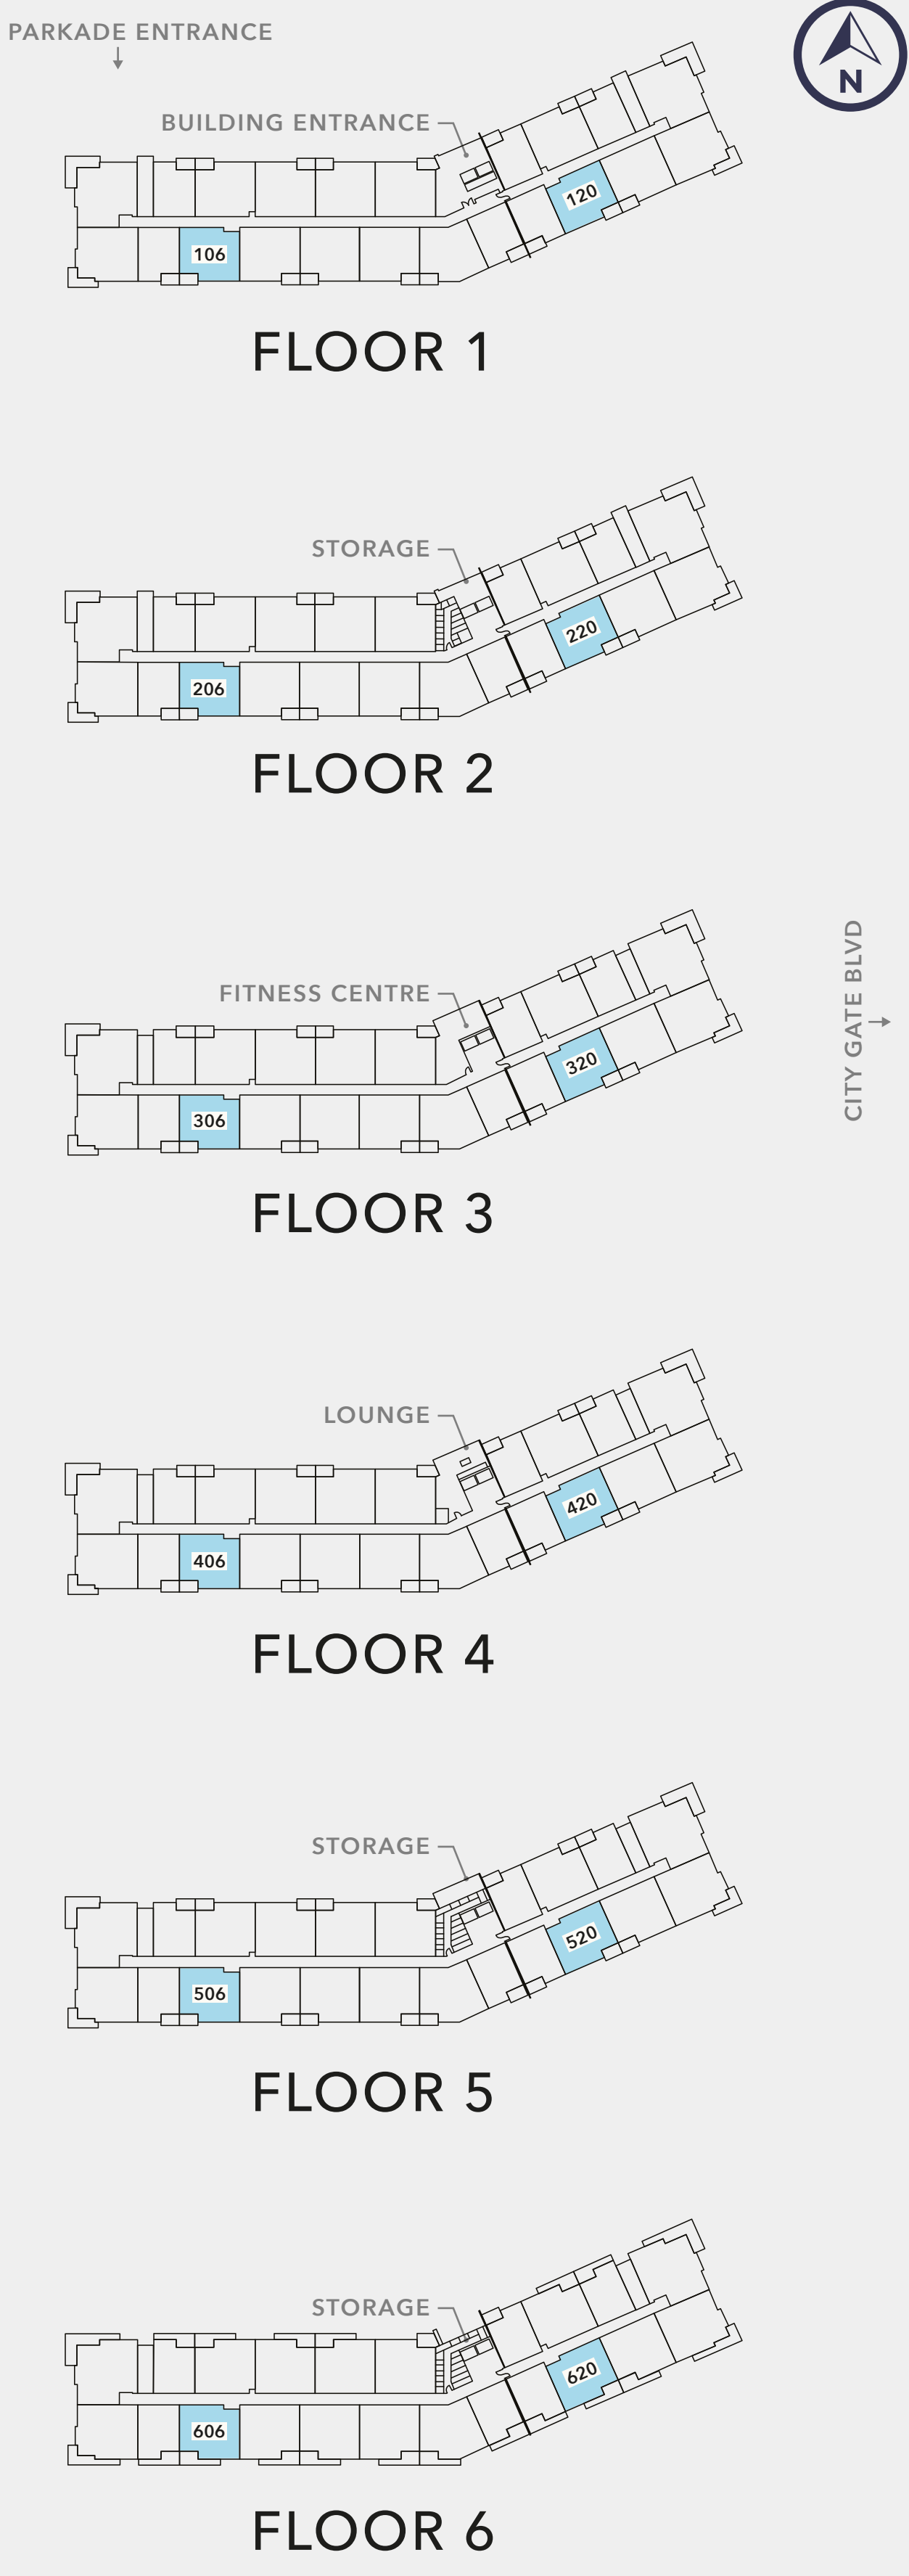 PARKADE ENTRANCE
N
BUILDING ENTRANCE
120
106
FLOOR 1
STORAGE
220
206
FLOOR 2
CITY GATE BLVD
FITNESS CENTRE
320
306
FLOOR 3
LOUNGE
420
406
FLOOR 4
STORAGE
520
506
FLOOR 5
STORAGE
620
606
FLOOR 6